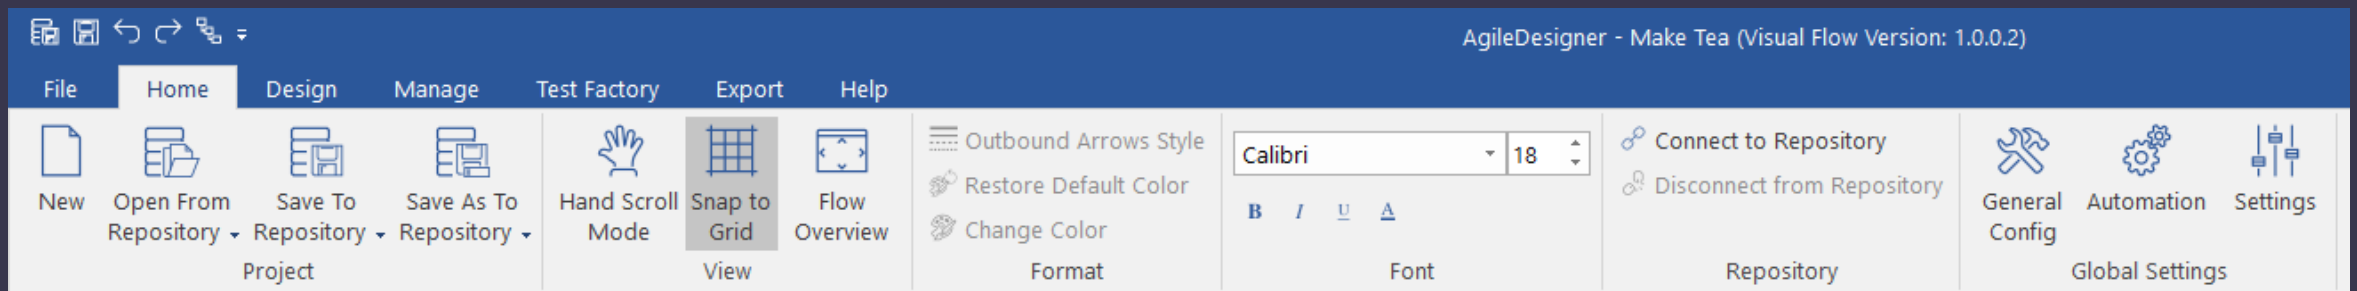 AgileDesigner - Make Tea (Visual Flow Version: 1.0.0.2)
File Home Design Manage Test Factory Export Help
New
Open From
Repository
Save To
Repository
Save As To
Repository
Project
Hand Scroll
Mode
Snap to
Grid
Flow
Overview
View
Outbound Arrows Style
Restore Default Color
Change Color
Format
Calibri 18
B I U A
Font
Connect to Repository
Disconnect from Repository
Repository
General
Config
Automation
Settings
Global Settings